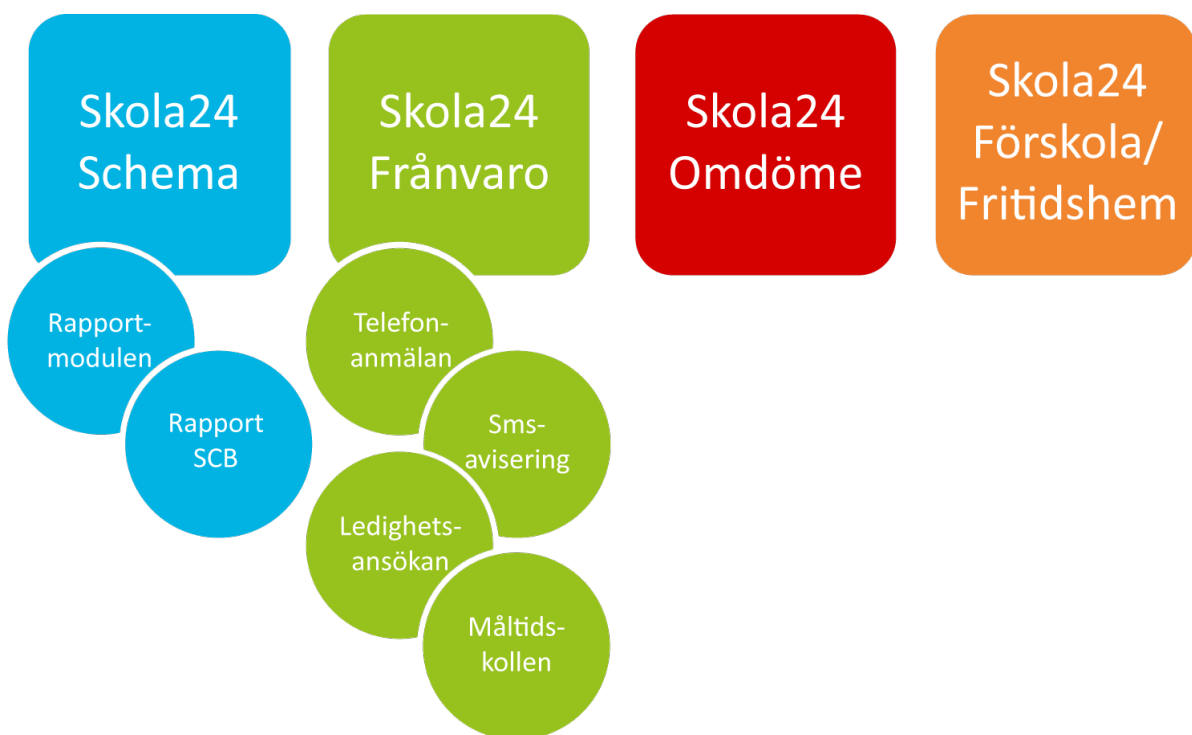 Skola24
Schema
Skola24
Frånvaro
Skola24
Omdöme
Skola24
Förskola/
Fritidshem
Rapport-
modulen
Rapport
SCB
Telefon-
anmälan
Sms-
avisering
Ledighets-
ansökan
Måltids-
kollen